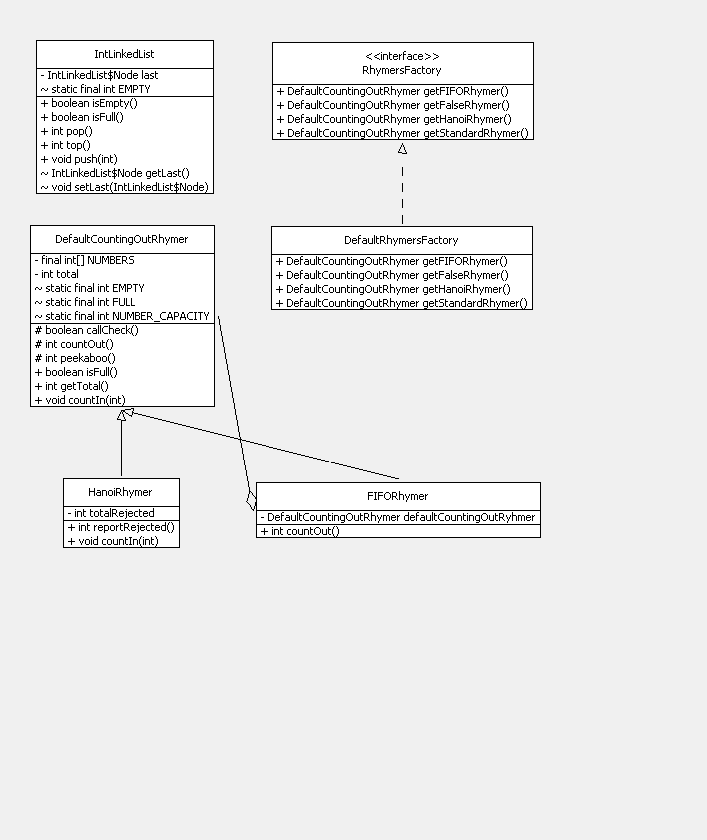 IntLinkedList
- IntLinkedList$Node last
~ static final int EMPTY
+ boolean isEmpty()
+ boolean isFull()
+ int pop()
+ int top()
+ void push(int)
~ IntLinkedList$Node getLast()
~ void setLast(IntLinkedList$Node)
<<interface>>
RhymersFactory
+ DefaultCountingOutRhymer getFIFORhymer()
+ DefaultCountingOutRhymer getFalseRhymer()
+ DefaultCountingOutRhymer getHanoiRhymer()
+ DefaultCountingOutRhymer getStandardRhymer()
DefaultCountingOutRhymer
- final int[] NUMBERS
- int total
~ static final int EMPTY
~ static final int FULL
~ static final int NUMBER_CAPACITY
# boolean callCheck()
# int countOut()
# int peekaboo()
+ boolean isFull()
+ int getTotal()
+ void countIn(int)
DefaultRhymersFactory
+ DefaultCountingOutRhymer getFIFORhymer()
+ DefaultCountingOutRhymer getFalseRhymer()
+ DefaultCountingOutRhymer getHanoiRhymer()
+ DefaultCountingOutRhymer getStandardRhymer()
HanoiRhymer
- int totalRejected
+ int reportRejected()
+ void countIn(int)
FIFORhymer
- DefaultCountingOutRhymer defaultCountingOutRyhmer
+ int countOut()